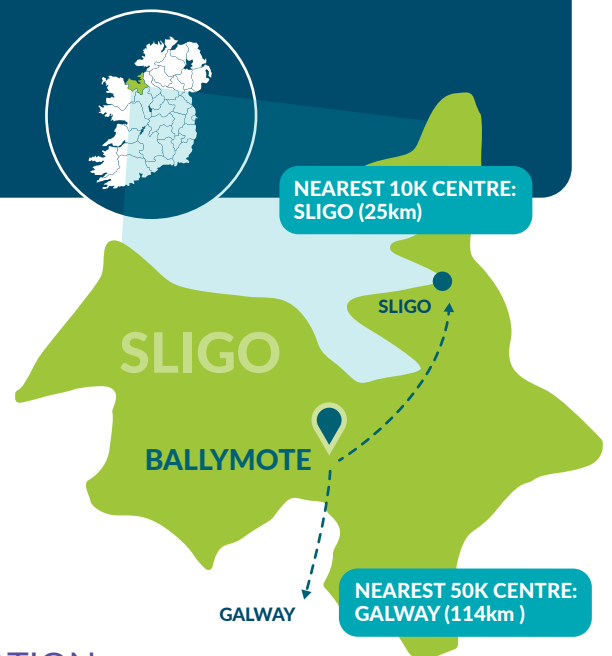 NEAREST 10K CENTRE:
SLIGO (25km)
SLIGO
SLIGO
BALLYMOTE
NEAREST 50K CENTRE:
GALWAY (114km )
GALWAY